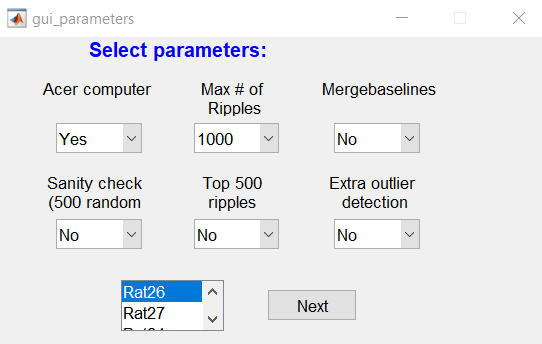 gui_parameters
Select parameters:
Acer computer
Max # of
Ripples
Mergebaselines
Yes
1000
No
Sanity check
(500 random
Top 500
ripples
Extra outlier
detection
No
No
No
Rat26
Rat27
Next